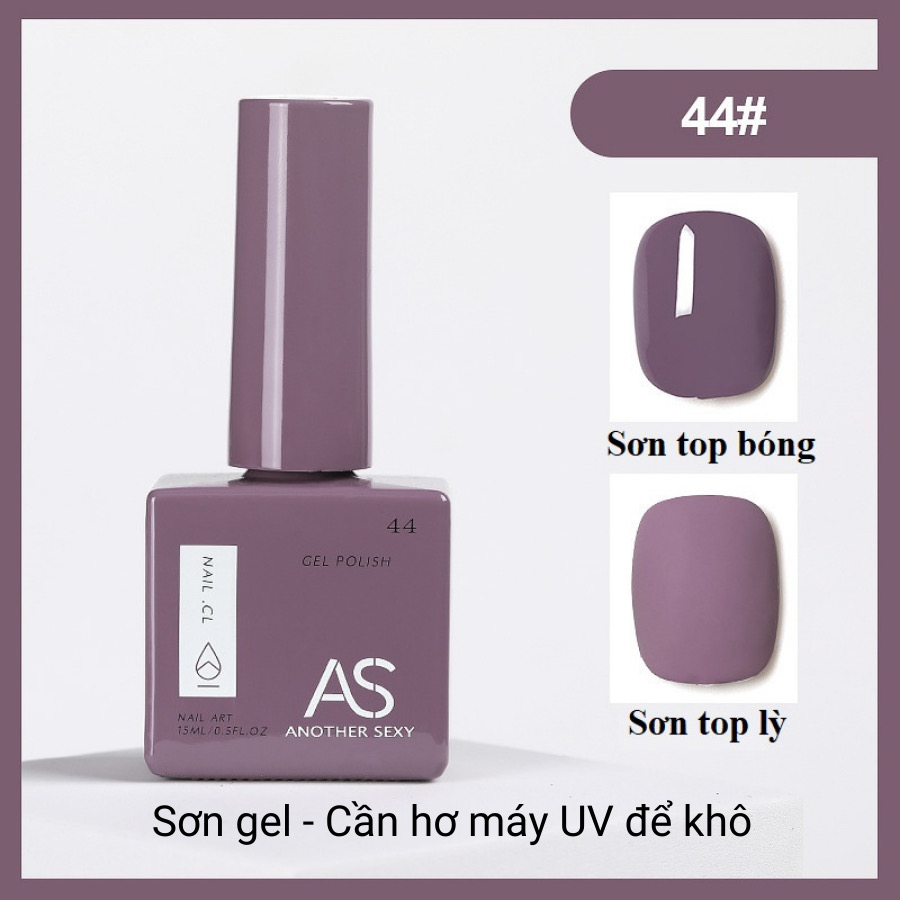 44#
Sơn top bóng
Sơn top lỳ
44
GEL POLISH
NAIL .CL
AS
NAIL ART
15ML/0.5FL.OZ
ANOTHER SEXY
Sơn gel - Cần hơ máy UV để khô